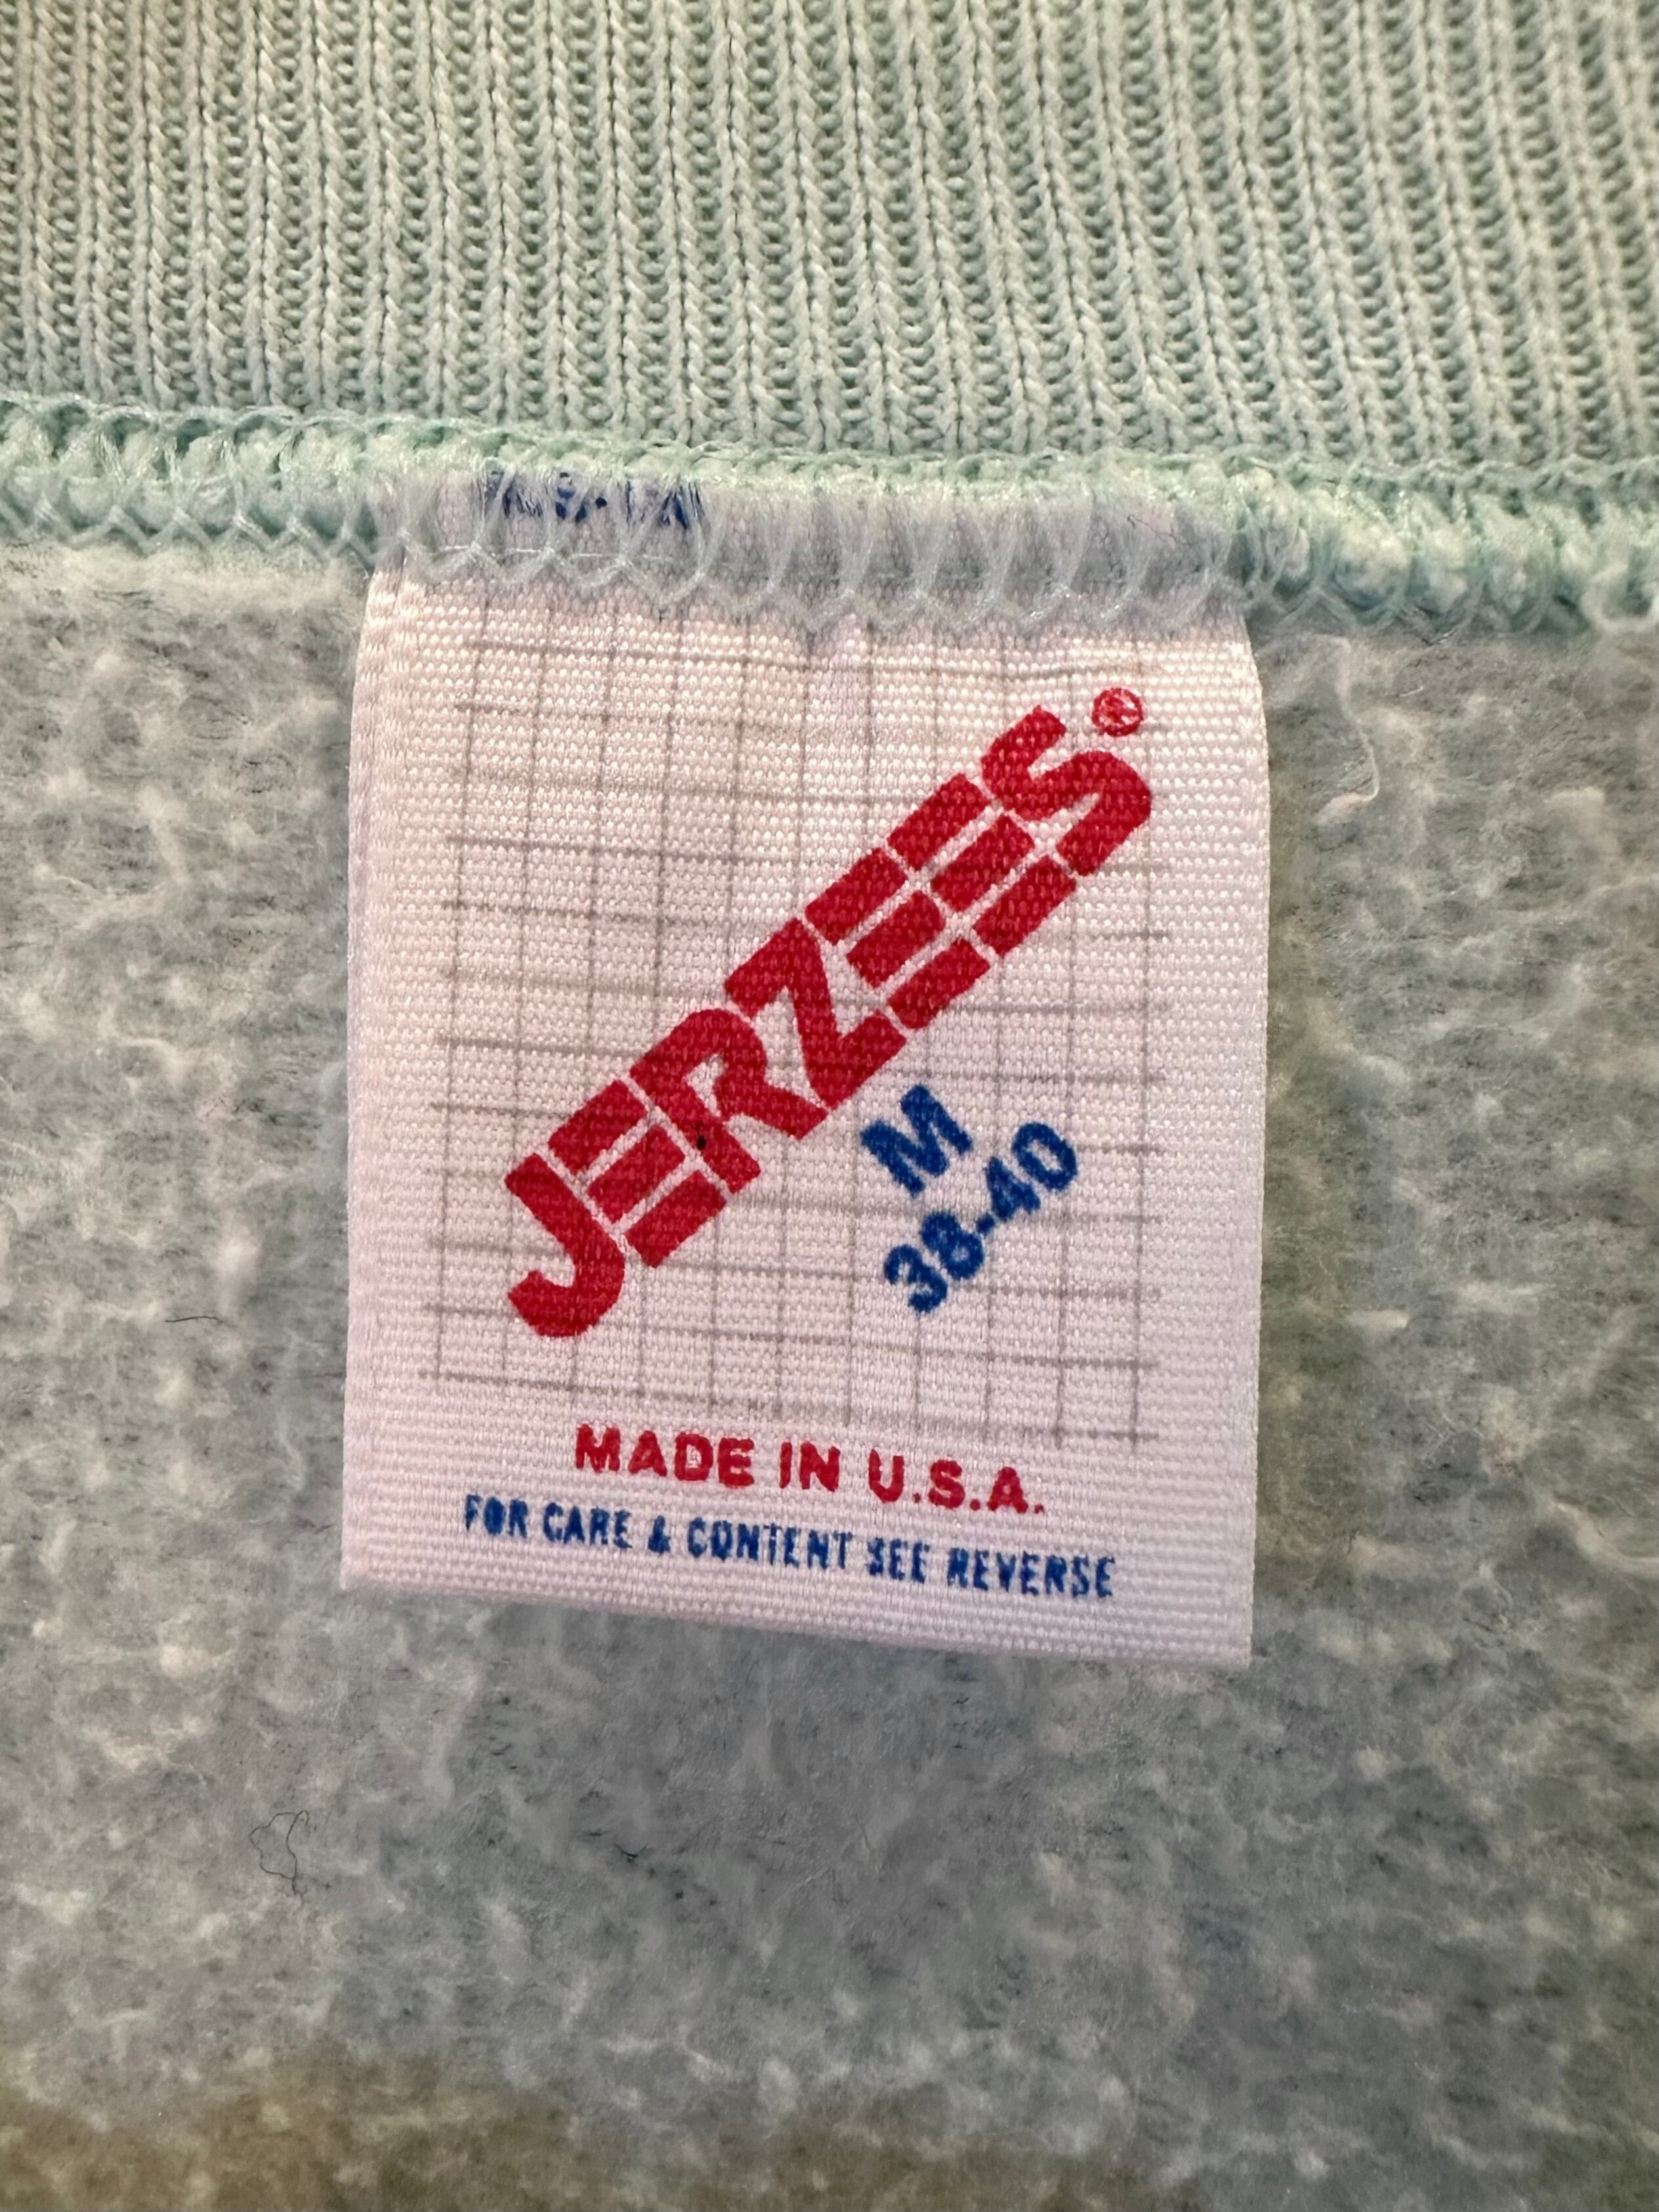 JERZEES®
M
38-40
MADE IN U.S.A.
FOR CARE & CONTENT SEE REVERSE